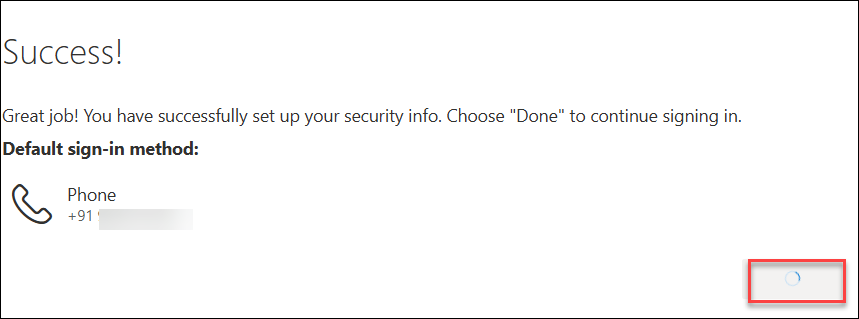 Success!
Great job! You have successfully set up your security info. Choose "Done" to continue signing in.
Default sign-in method:
Phone
+91